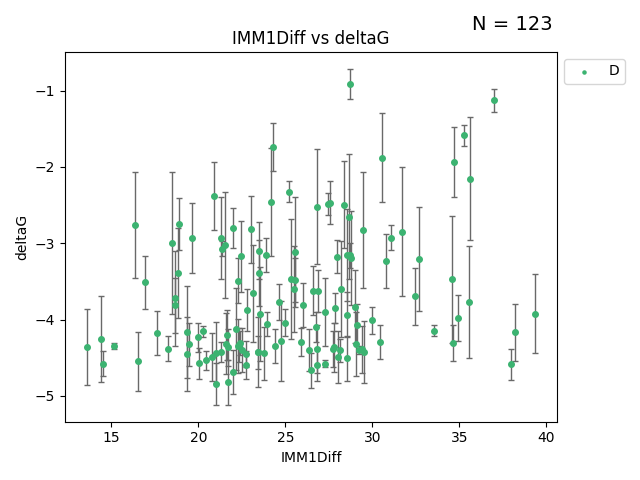 N = 123
IMM1Diff vs deltaG
D
deltaG
−1
−2
−3
−4
−5
15 20 25 30 35 40
IMM1Diff